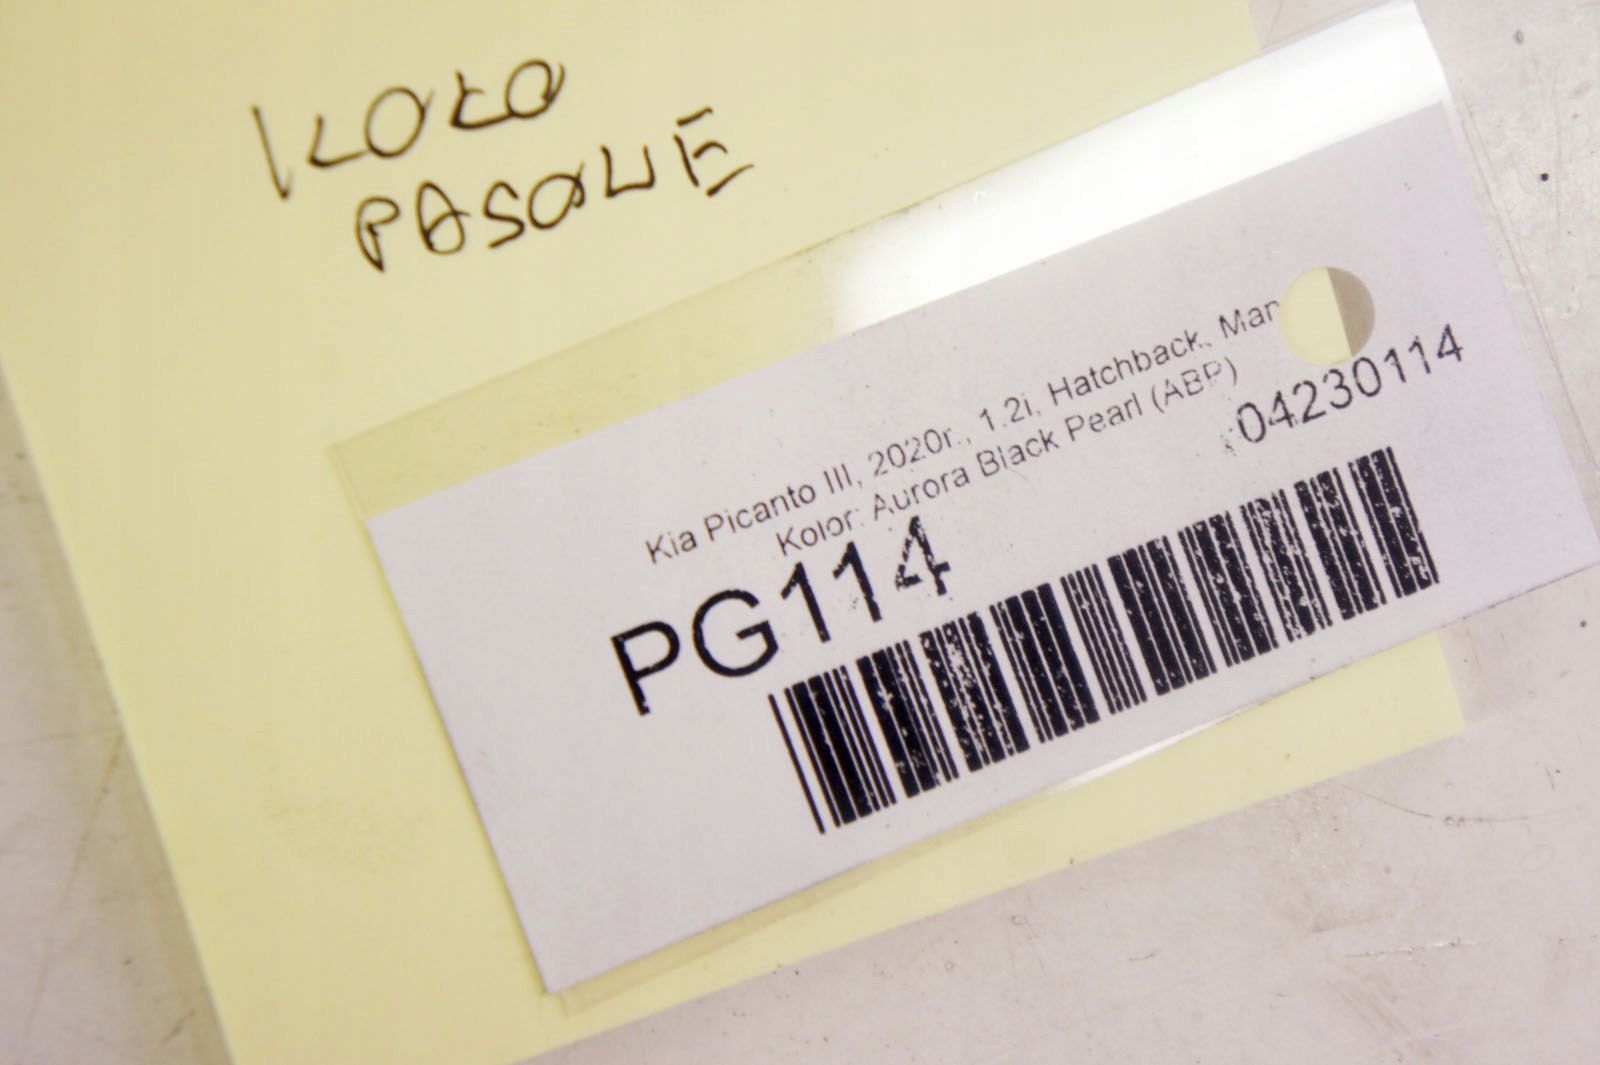 KOŁO
PASOWE
Kia Picanto III, 2020r., 1.2i, Hatchback, Man
Kolor: Aurora Black Pearl (ABP)
04230114
PG114